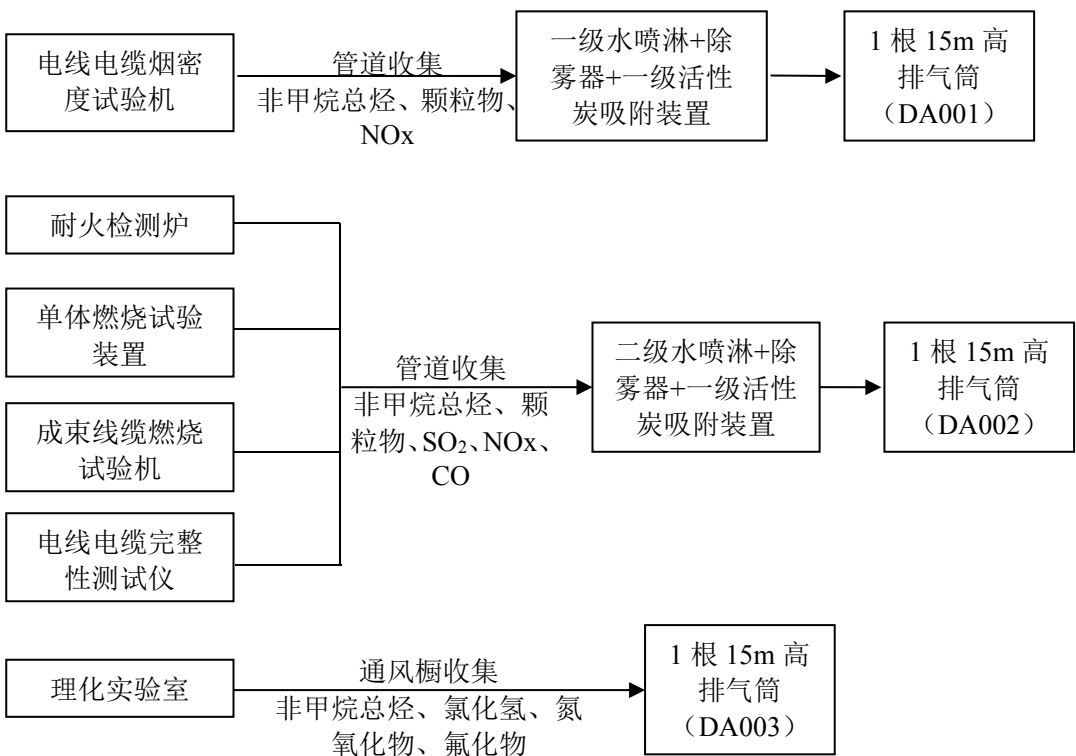 电线电缆烟密
度试验机
管道收集
非甲烷总烃、颗粒物、
NOx
一级水喷淋+除
雾器+一级活性
炭吸附装置
1 根 15m 高
排气筒
（DA001）
耐火检测炉
单体燃烧试验
装置
成束线缆燃烧
试验机
电线电缆完整
性测试仪
管道收集
非甲烷总烃、颗
粒物、SO₂、NOx、
CO
二级水喷淋+除
雾器+一级活性
炭吸附装置
1 根 15m 高
排气筒
（DA002）
理化实验室
通风橱收集
非甲烷总烃、氯化氢、氮
氧化物、氟化物
1 根 15m 高
排气筒
（DA003）